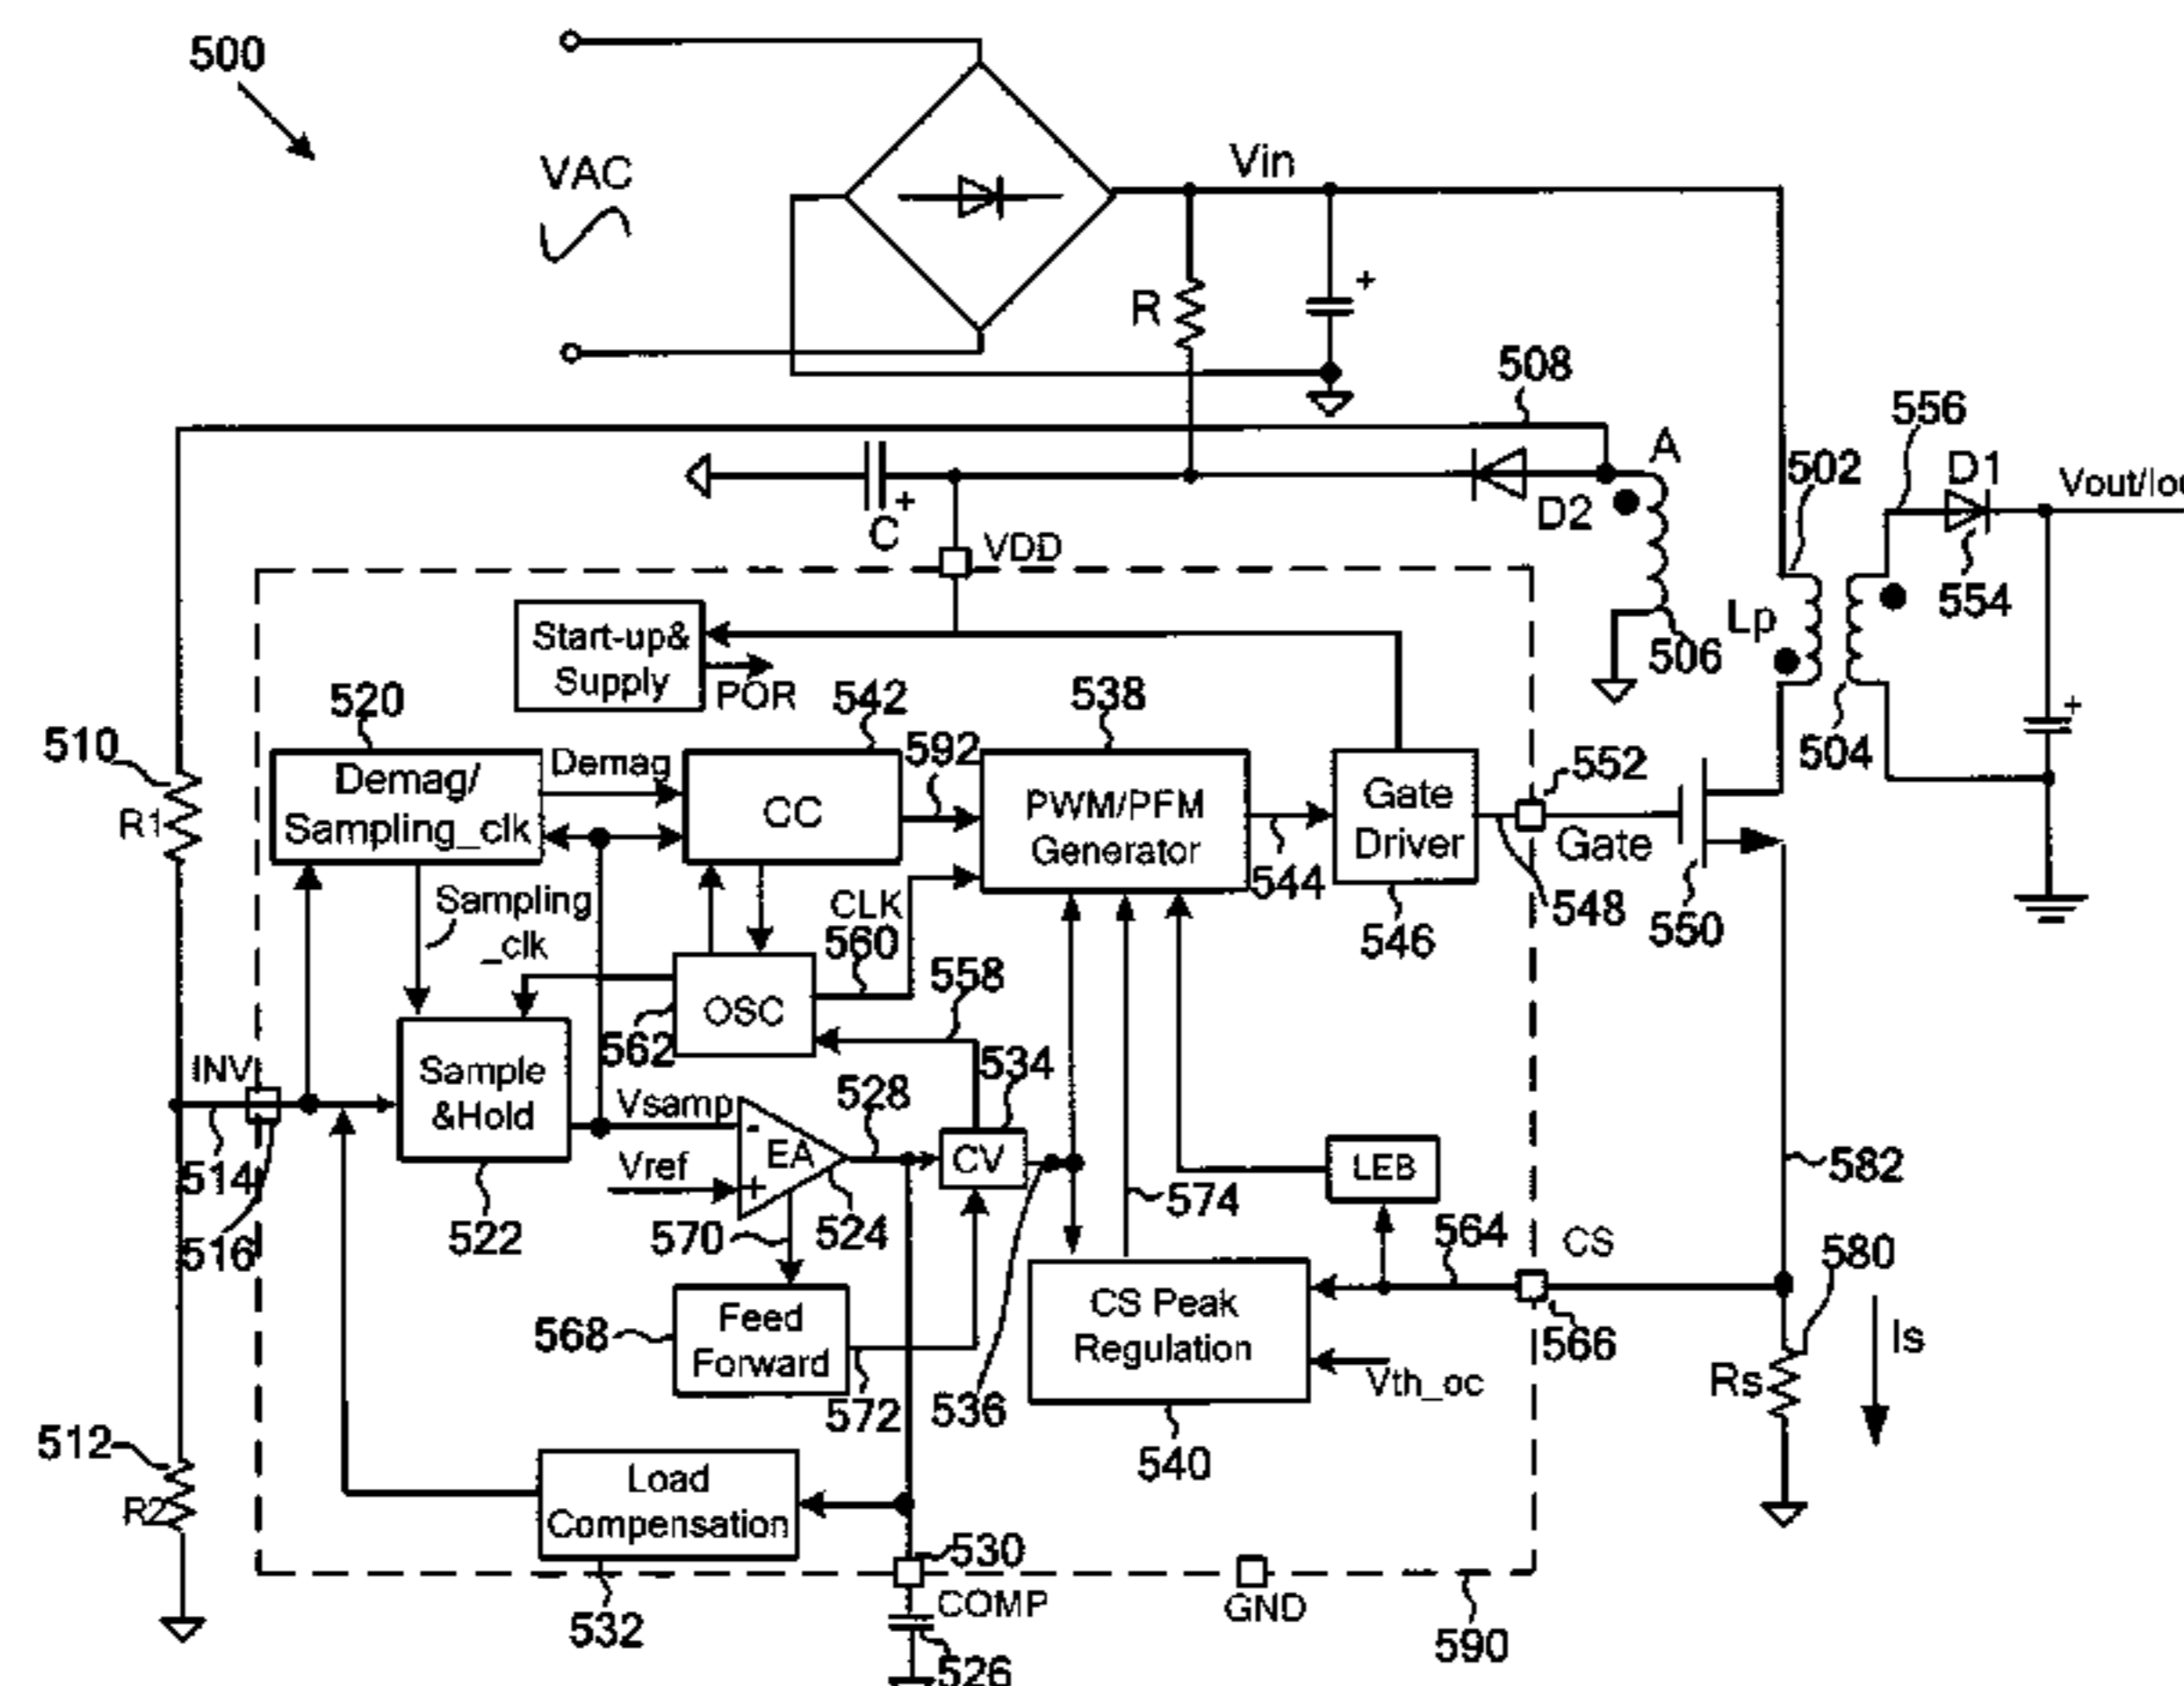 500
VAC
Vin
R
+
508
556
A
502
D1
Vout/Iou
C
+
D2
VDD
554
Lp
506
Start-up&
Supply
POR
520
542
538
504
+
510
592
552
Demag/
Sampling_clk
Demag
CC
PWM/PFM
Generator
Gate
Driver
R1
Gate
544
548
550
546
Sampling
_clk
CLK
560
558
OSC
562
534
INV
Sample
&Hold
Vsamp
528
-
EA
CV
LEB
582
514
Vref
+
574
524
522
570
516
564
CS
580
Feed
Forward
568
CS Peak
Regulation
566
Is
Rs
Vth_oc
572
536
512
540
R2
Load
Compensation
530
COMP
GND
532
590
526